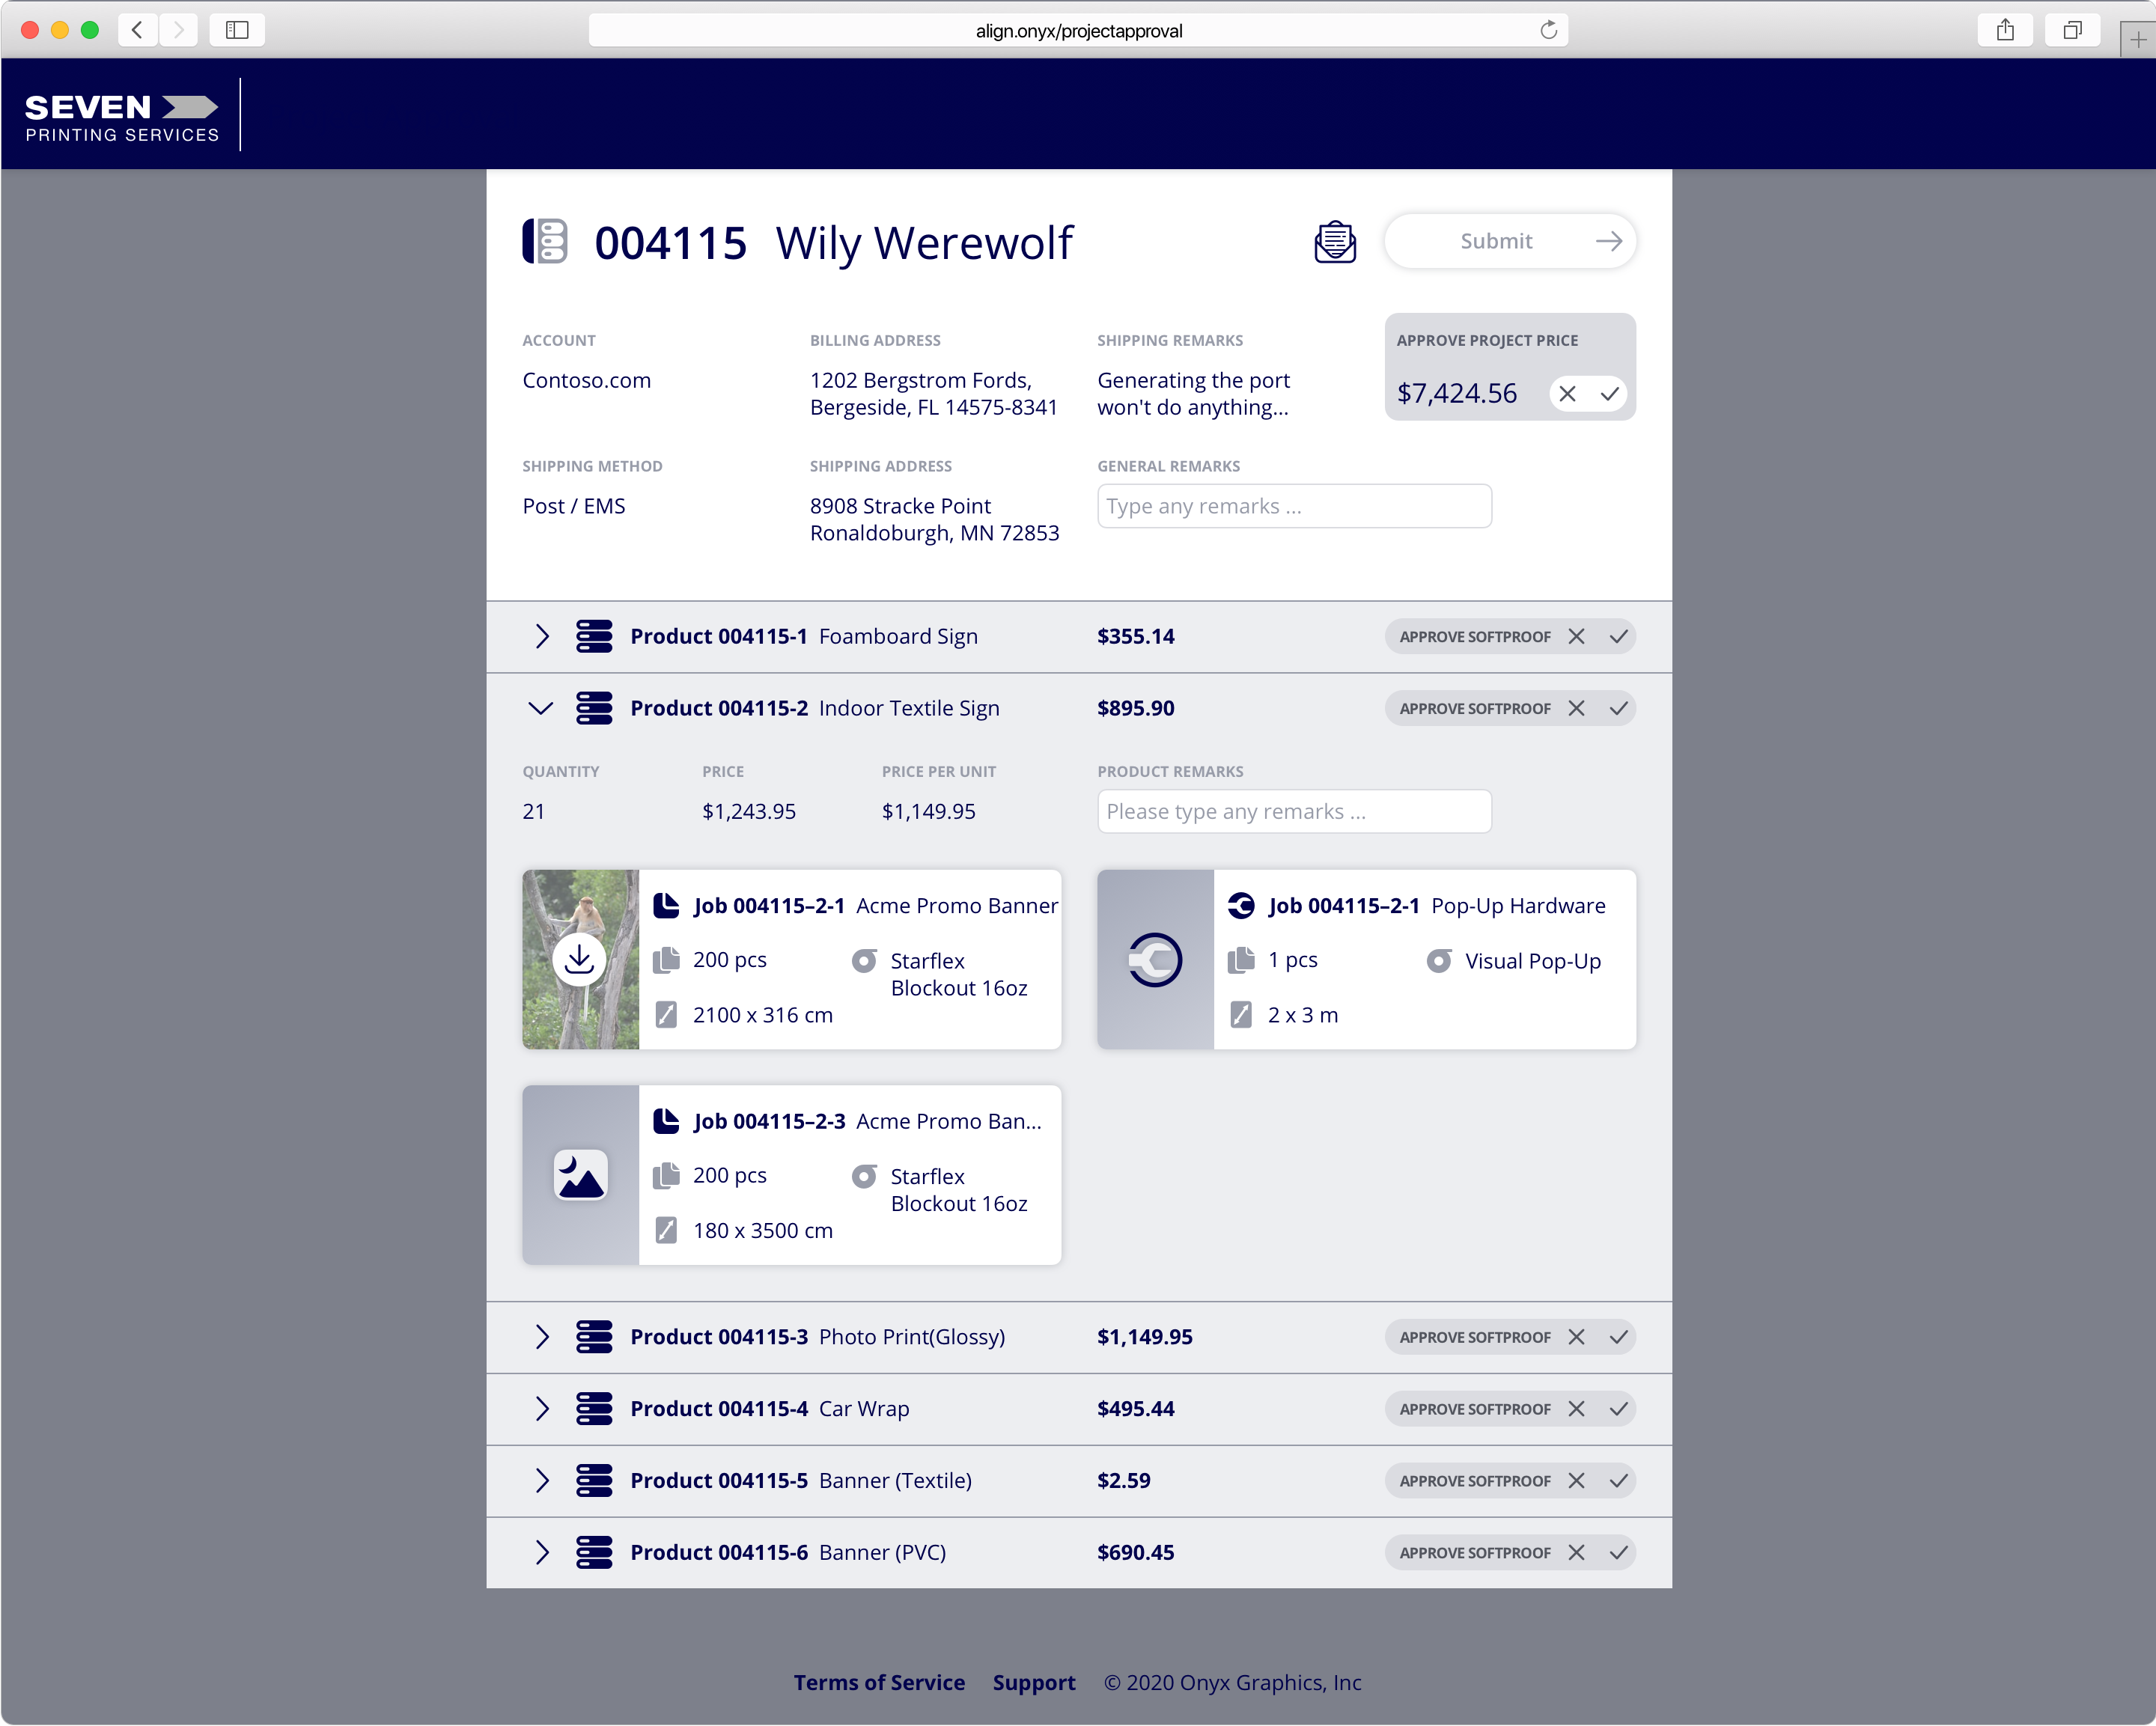 align.onyx/projectapproval
SEVEN
PRINTING SERVICES
004115 Wily Werewolf
Submit
ACCOUNT
Contoso.com
BILLING ADDRESS
1202 Bergstrom Fords,
Bergeside, FL 14575-8341
SHIPPING REMARKS
Generating the port
won't do anything...
APPROVE PROJECT PRICE
$7,424.56
SHIPPING METHOD
Post / EMS
SHIPPING ADDRESS
8908 Stracke Point
Ronaldoburgh, MN 72853
GENERAL REMARKS
Type any remarks ...
Product 004115-1 Foamboard Sign $355.14 APPROVE SOFTPROOF
Product 004115-2 Indoor Textile Sign $895.90 APPROVE SOFTPROOF
QUANTITY
21
PRICE
$1,243.95
PRICE PER UNIT
$1,149.95
PRODUCT REMARKS
Please type any remarks ...
Job 004115–2-1 Acme Promo Banner
200 pcs
Starflex
Blockout 16oz
2100 x 316 cm
Job 004115–2-1 Pop-Up Hardware
1 pcs
Visual Pop-Up
2 x 3 m
Job 004115–2-3 Acme Promo Ban...
200 pcs
Starflex
Blockout 16oz
180 x 3500 cm
Product 004115-3 Photo Print(Glossy) $1,149.95 APPROVE SOFTPROOF
Product 004115-4 Car Wrap $495.44 APPROVE SOFTPROOF
Product 004115-5 Banner (Textile) $2.59 APPROVE SOFTPROOF
Product 004115-6 Banner (PVC) $690.45 APPROVE SOFTPROOF
Terms of Service Support © 2020 Onyx Graphics, Inc